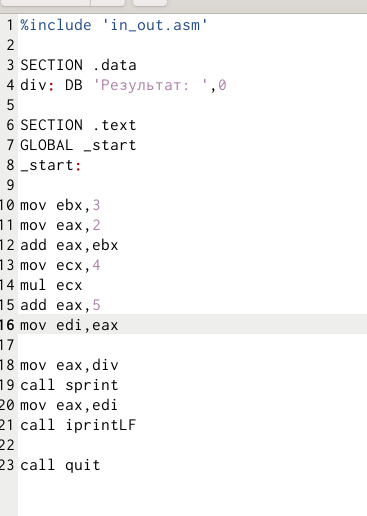 1 %include 'in_out.asm'
2
3 SECTION .data
4 div: DB 'Результат: ',0
5
6 SECTION .text
7 GLOBAL _start
8 _start:
9
10 mov ebx,3
11 mov eax,2
12 add eax,ebx
13 mov ecx,4
14 mul ecx
15 add eax,5
16 mov edi,eax
17
18 mov eax,div
19 call sprint
20 mov eax,edi
21 call iprintLF
22
23 call quit